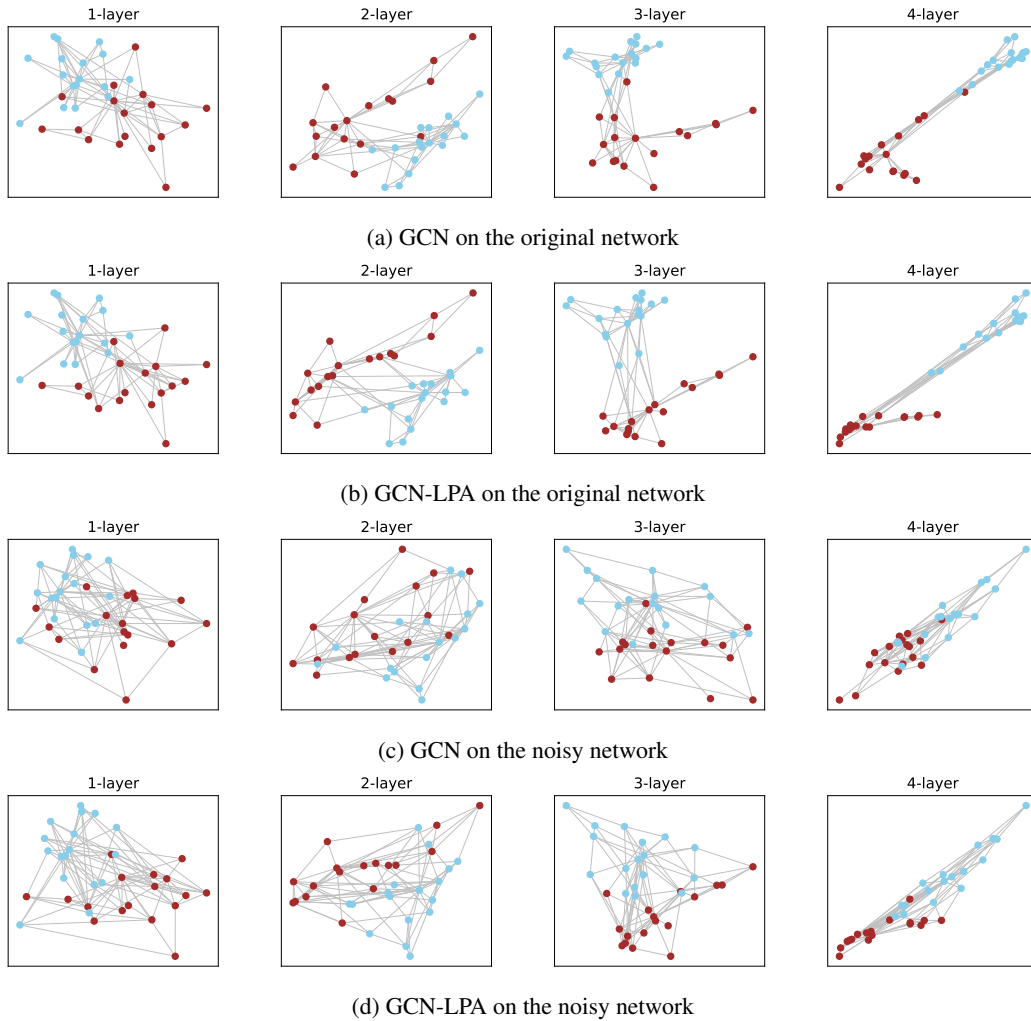 1-layer 2-layer 3-layer 4-layer
(a) GCN on the original network
1-layer 2-layer 3-layer 4-layer
(b) GCN-LPA on the original network
1-layer 2-layer 3-layer 4-layer
(c) GCN on the noisy network
1-layer 2-layer 3-layer 4-layer
(d) GCN-LPA on the noisy network